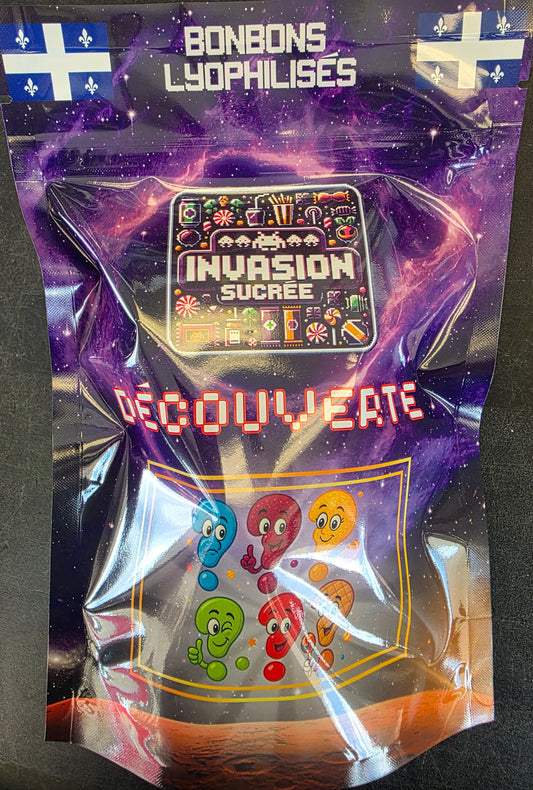 BONBONS
LYOPHILISÉS
INVASION
SUCRÉE
DÉCOUVERTE